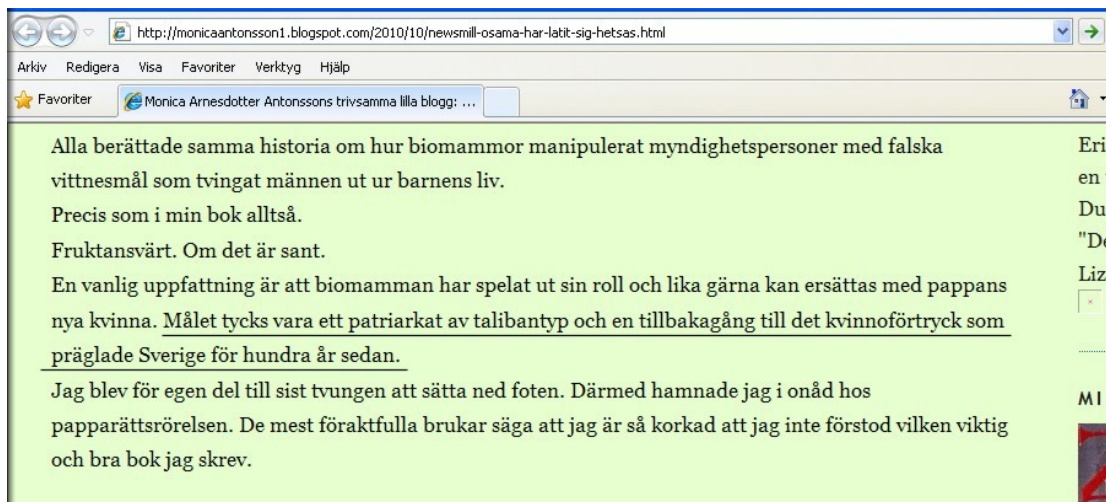 http://monicaantonsson1.blogspot.com/2010/10/newsmill-osama-har-latit-sig-hetsas.html
Arkiv Redigera Visa Favoriter Verktyg Hjälp
Favoriter Monica Arnesdotter Antonssons trivsamma lilla blogg: ...
Alla berättade samma historia om hur biomammor manipulerat myndighetspersoner med falska
vittnesmål som tvingat männen ut ur barnens liv.
Precis som i min bok alltså.
Fruktansvärt. Om det är sant.
En vanlig uppfattning är att biomamman har spelat ut sin roll och lika gärna kan ersättas med pappans
nya kvinna. Målet tycks vara ett patriarkat av talibantyp och en tillbakagång till det kvinnoförtryck som
präglade Sverige för hundra år sedan.
Jag blev för egen del till sist tvungen att sätta ned foten. Därmed hamnade jag i onåd hos
papparättsrörelsen. De mest föraktfulla brukar säga att jag är så korkad att jag inte förstod vilken viktig
och bra bok jag skrev.
Eri
en
Du
"De
Liz
MI